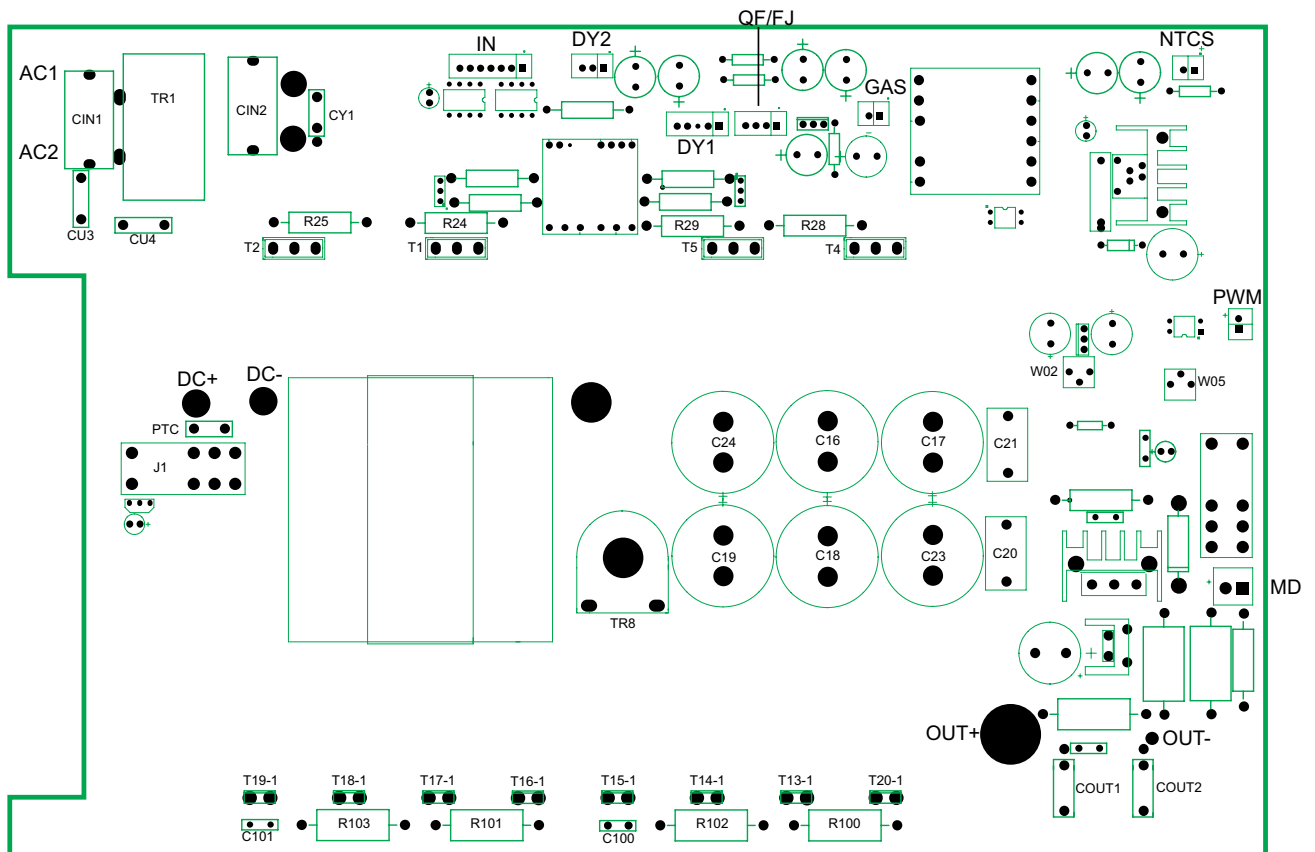 QF/FJ
IN
DY2
NTCS
AC1
TR1
CIN2
GAS
CIN1
CY1
DY1
AC2
R25
R24
R29
R28
CU3
CU4
T2
T1
T5
T4
PWM
W02
W05
DC+
DC-
PTC
J1
C24
C16
C17
C21
C19
C18
C23
C20
MD
TR8
OUT+
OUT-
T19-1
T18-1
T17-1
T16-1
T15-1
T14-1
T13-1
T20-1
COUT1
COUT2
R103
R101
R102
R100
C101
C100